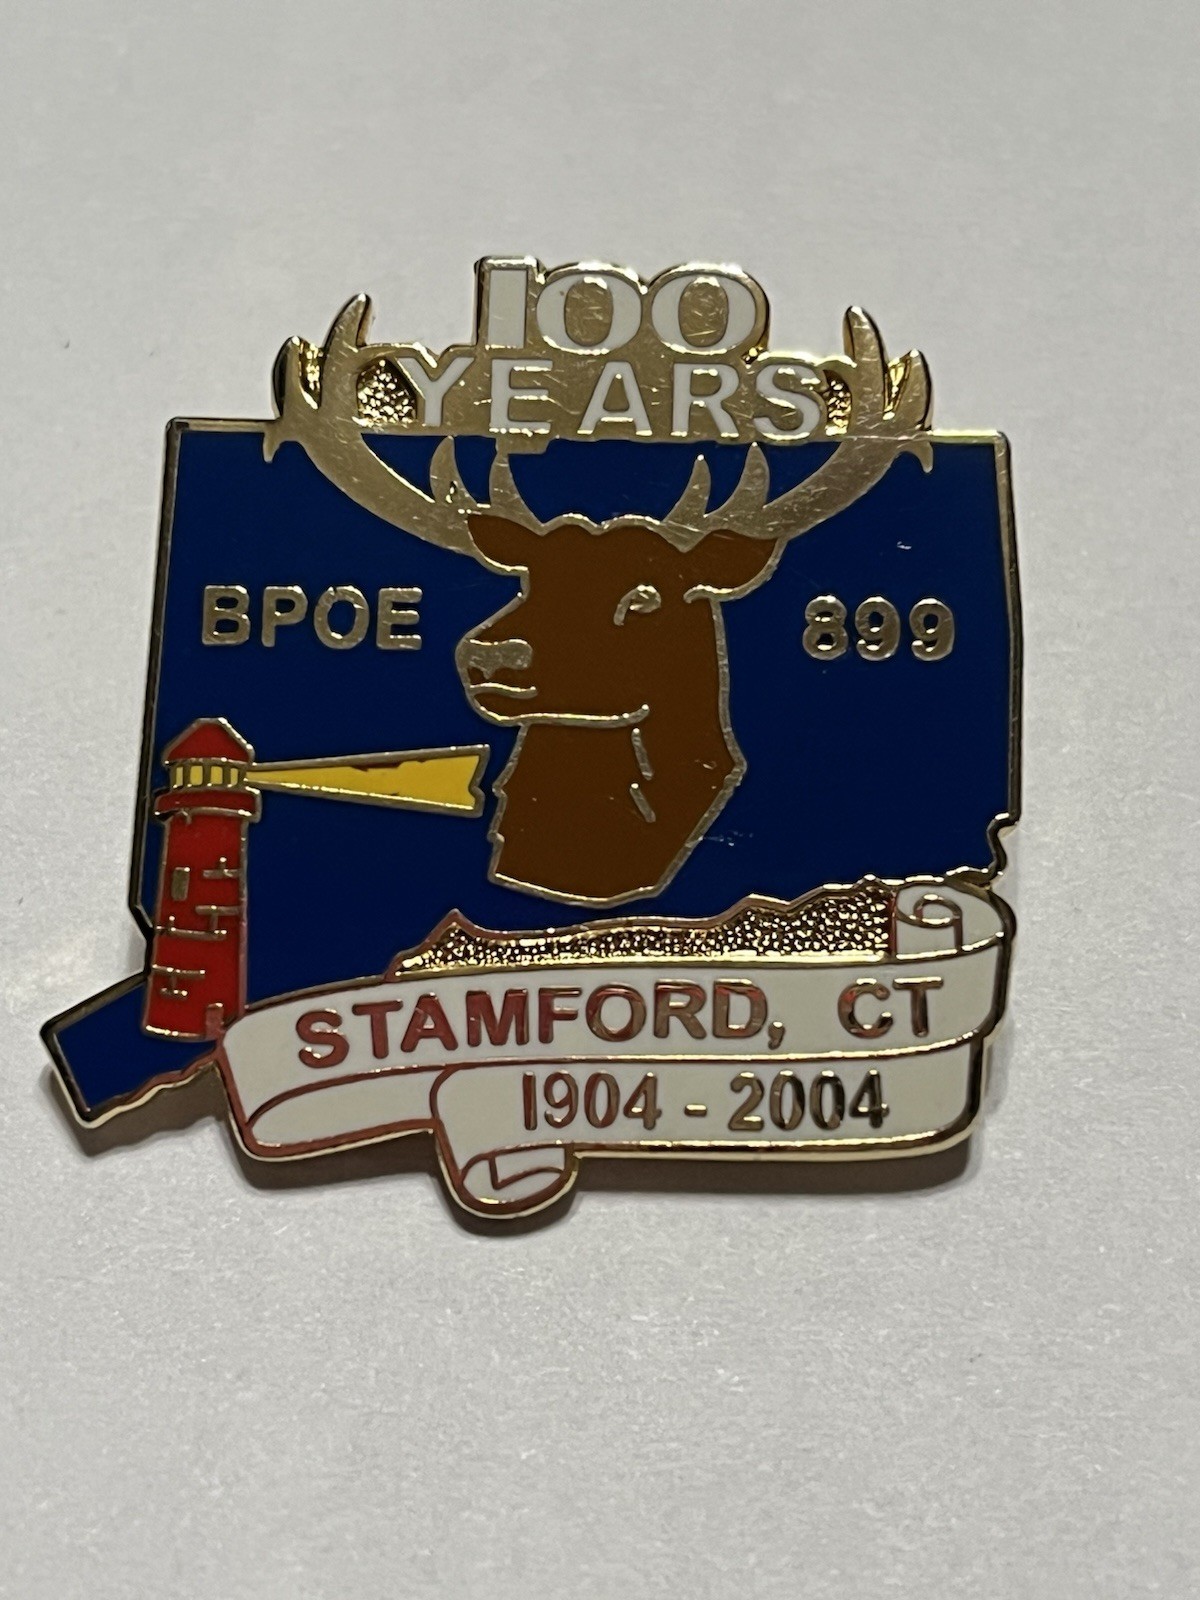 100
YEARS
BPOE 899
STAMFORD, CT
1904 - 2004